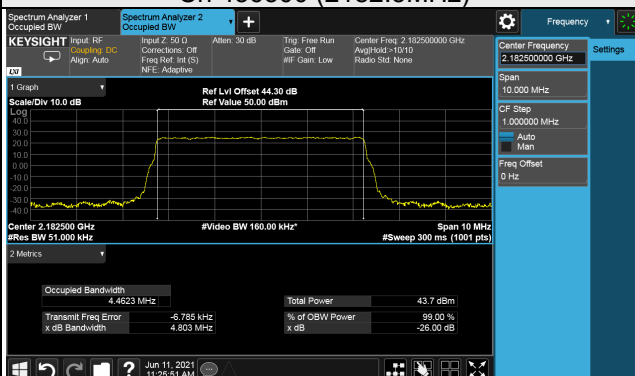 Spectrum Analyzer 1
Occupied BW
Spectrum Analyzer 2
Occupied BW
Frequency
KEYSIGHT
LXI
Input: RF
Coupling: DC
Align: Auto
Input Z: 50 Ω
Corrections: Off
Freq Ref: Int (S)
NFE: Adaptive
Atten: 30 dB
Trig: Free Run
Gate: Off
#IF Gain: Low
Center Freq: 2.182500000 GHz
Avg|Hold:>10/10
Radio Std: None
Center Frequency
2.182500000 GHz
Settings
Span
10.000 MHz
CF Step
1.000000 MHz
Auto
Man
Freq Offset
0 Hz
1 Graph
Ref Lvl Offset 44.30 dB
Scale/Div 10.0 dB
Ref Value 50.00 dBm
Log
40.0
30.0
20.0
10.0
0.00
-10.0
-20.0
-30.0
-40.0
Center 2.182500 GHz
#Video BW 160.00 kHz*
Span 10 MHz
#Res BW 51.000 kHz
#Sweep 300 ms (1001 pts)
2 Metrics
Occupied Bandwidth
4.4623 MHz
Total Power 43.7 dBm
Transmit Freq Error -6.785 kHz
% of OBW Power 99.00 %
x dB Bandwidth 4.803 MHz
x dB -26.00 dB
?
Jun 11, 2021
11:25:51 AM